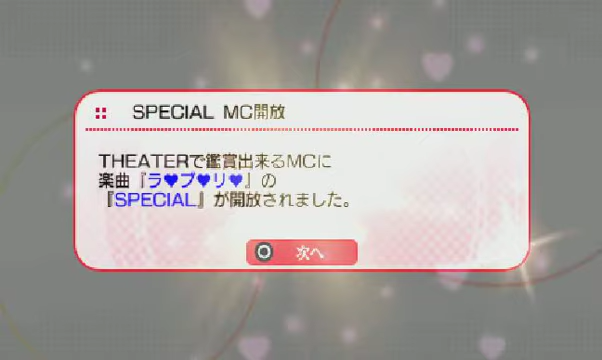 SPECIAL MC開放
THEATERで鑑賞出来るMCに
楽曲『ラ♥ブ♥リ♥』の
『SPECIAL』が開放されました。
次へ